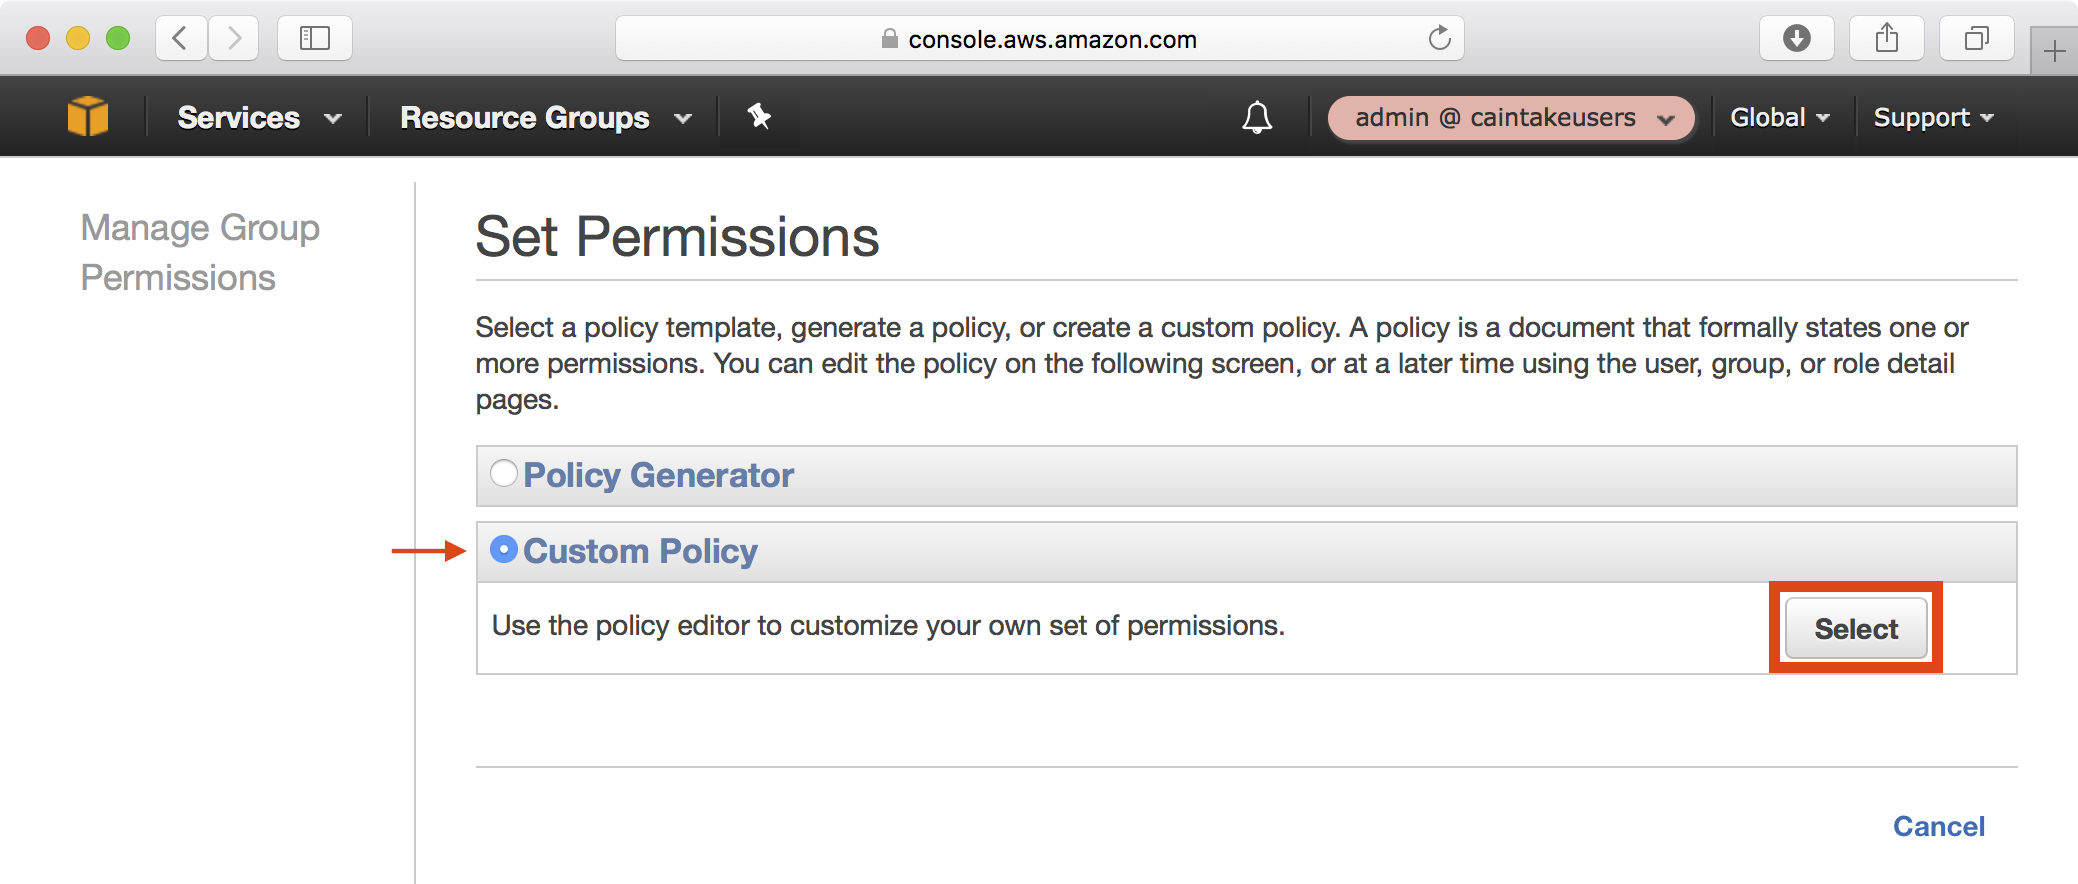 console.aws.amazon.com
Services
Resource Groups
admin @ caintakeusers
Global
Support
Manage Group
Permissions
Set Permissions
Select a policy template, generate a policy, or create a custom policy. A policy is a document that formally states one or
more permissions. You can edit the policy on the following screen, or at a later time using the user, group, or role detail
pages.
Policy Generator
Custom Policy
Use the policy editor to customize your own set of permissions.
Select
Cancel